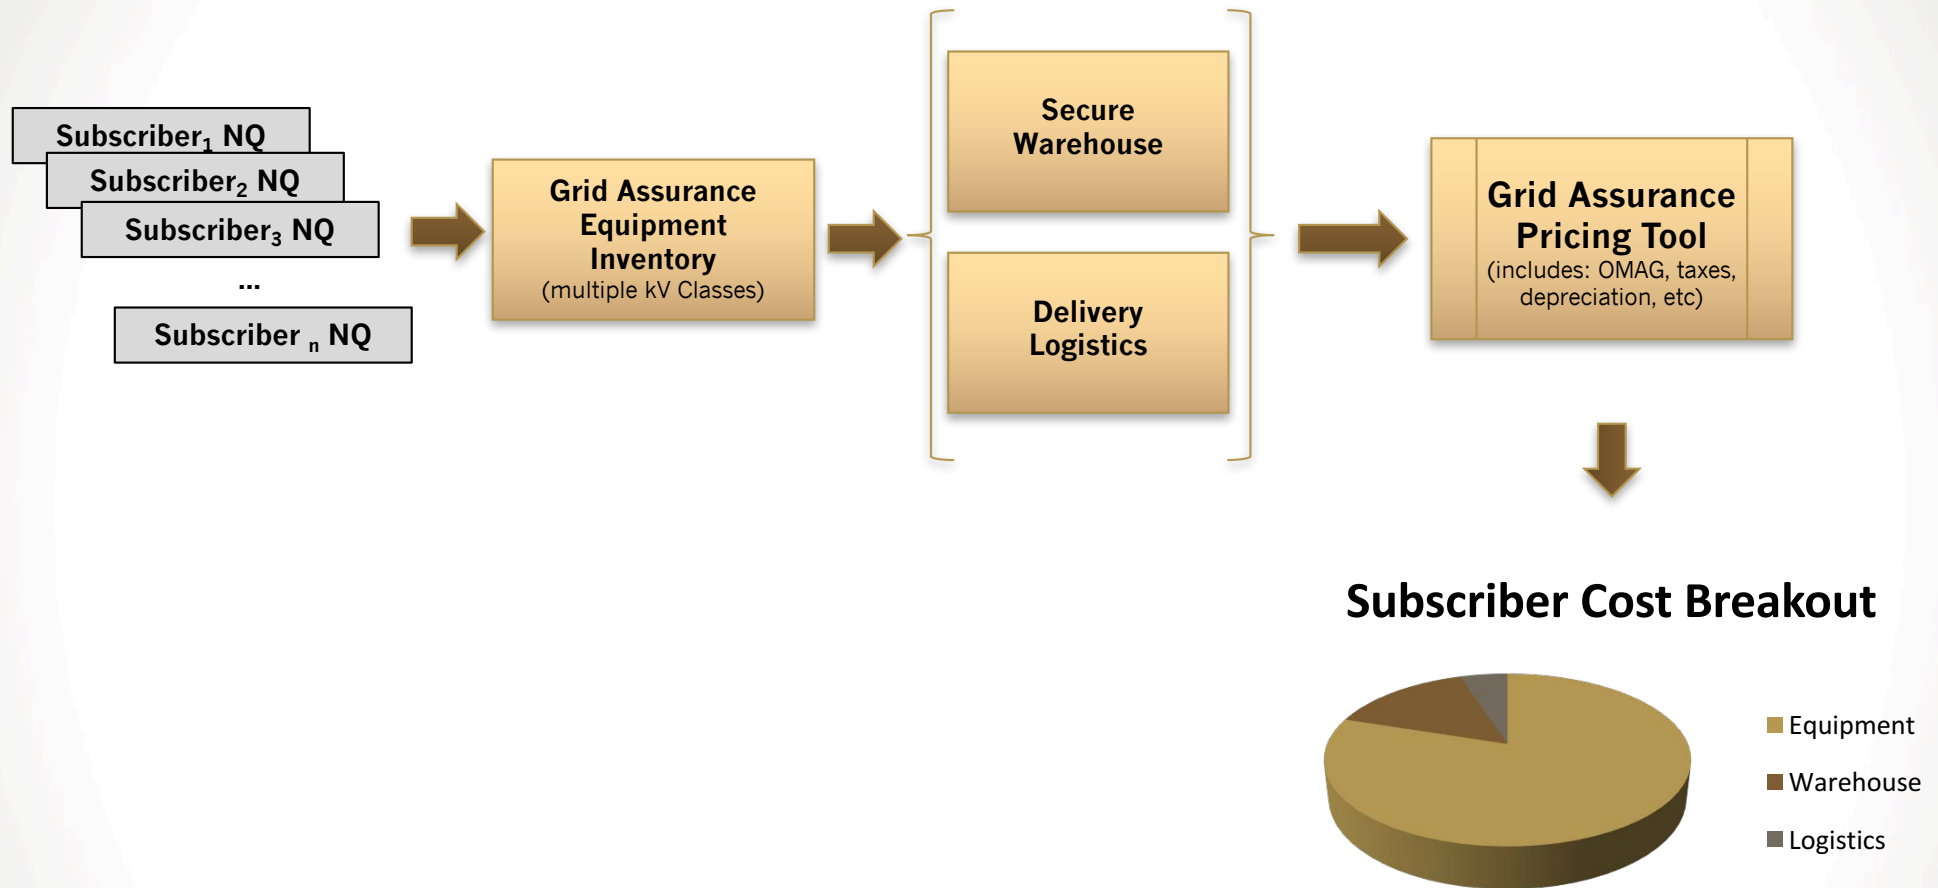 Subscriber₁ NQ
Subscriber₂ NQ
Subscriber₃ NQ
...
Subscriber ₙ NQ
Grid Assurance
Equipment
Inventory
(multiple kV Classes)
Secure
Warehouse
Delivery
Logistics
Grid Assurance
Pricing Tool
(includes: OMAG, taxes,
depreciation, etc)
Subscriber Cost Breakout
Equipment
Warehouse
Logistics